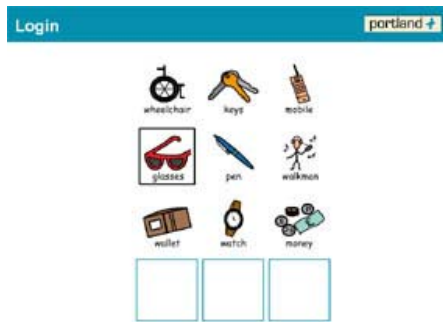 Login
portland
wheelchair keys mobile
glasses pen walkman
wallet watch money